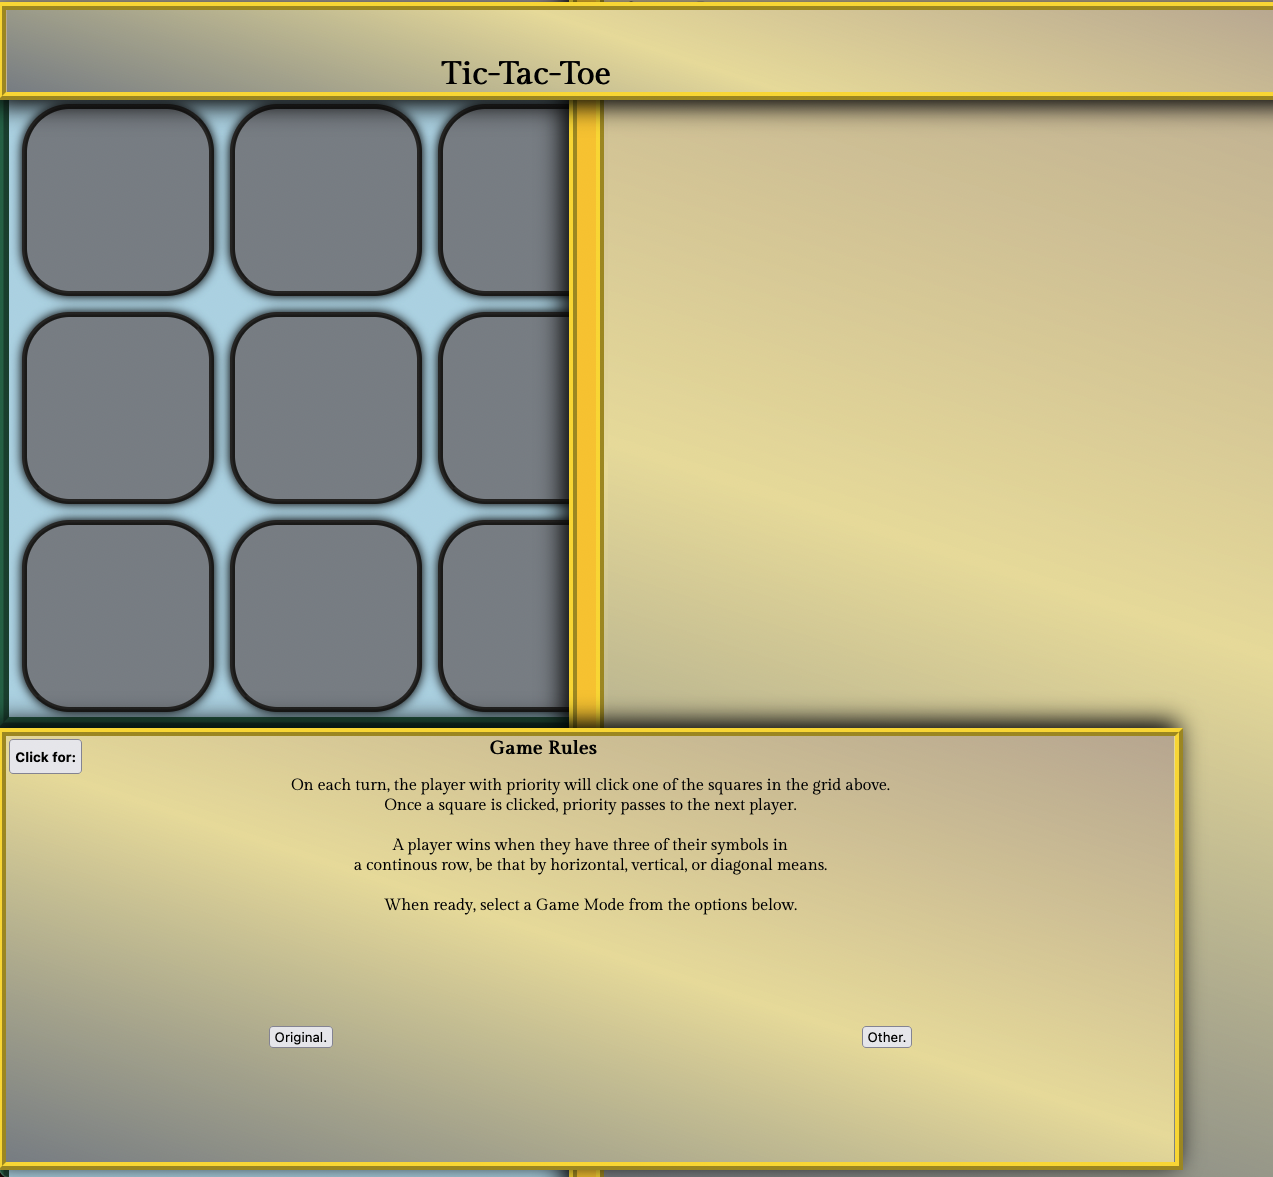 Tic-Tac-Toe
Click for:
Game Rules
On each turn, the player with priority will click one of the squares in the grid above.
Once a square is clicked, priority passes to the next player.
A player wins when they have three of their symbols in
a continous row, be that by horizontal, vertical, or diagonal means.
When ready, select a Game Mode from the options below.
Original.
Other.